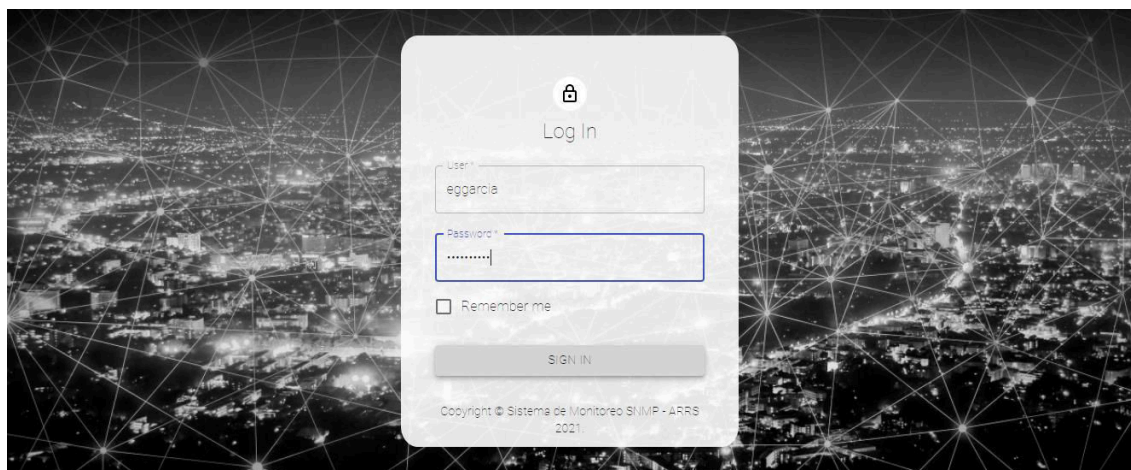 Log In
User *
eggarcia
Password *
••••••••••
Remember me
SIGN IN
Copyright © Sistema de Monitoreo SNMP - ARRS
2021.